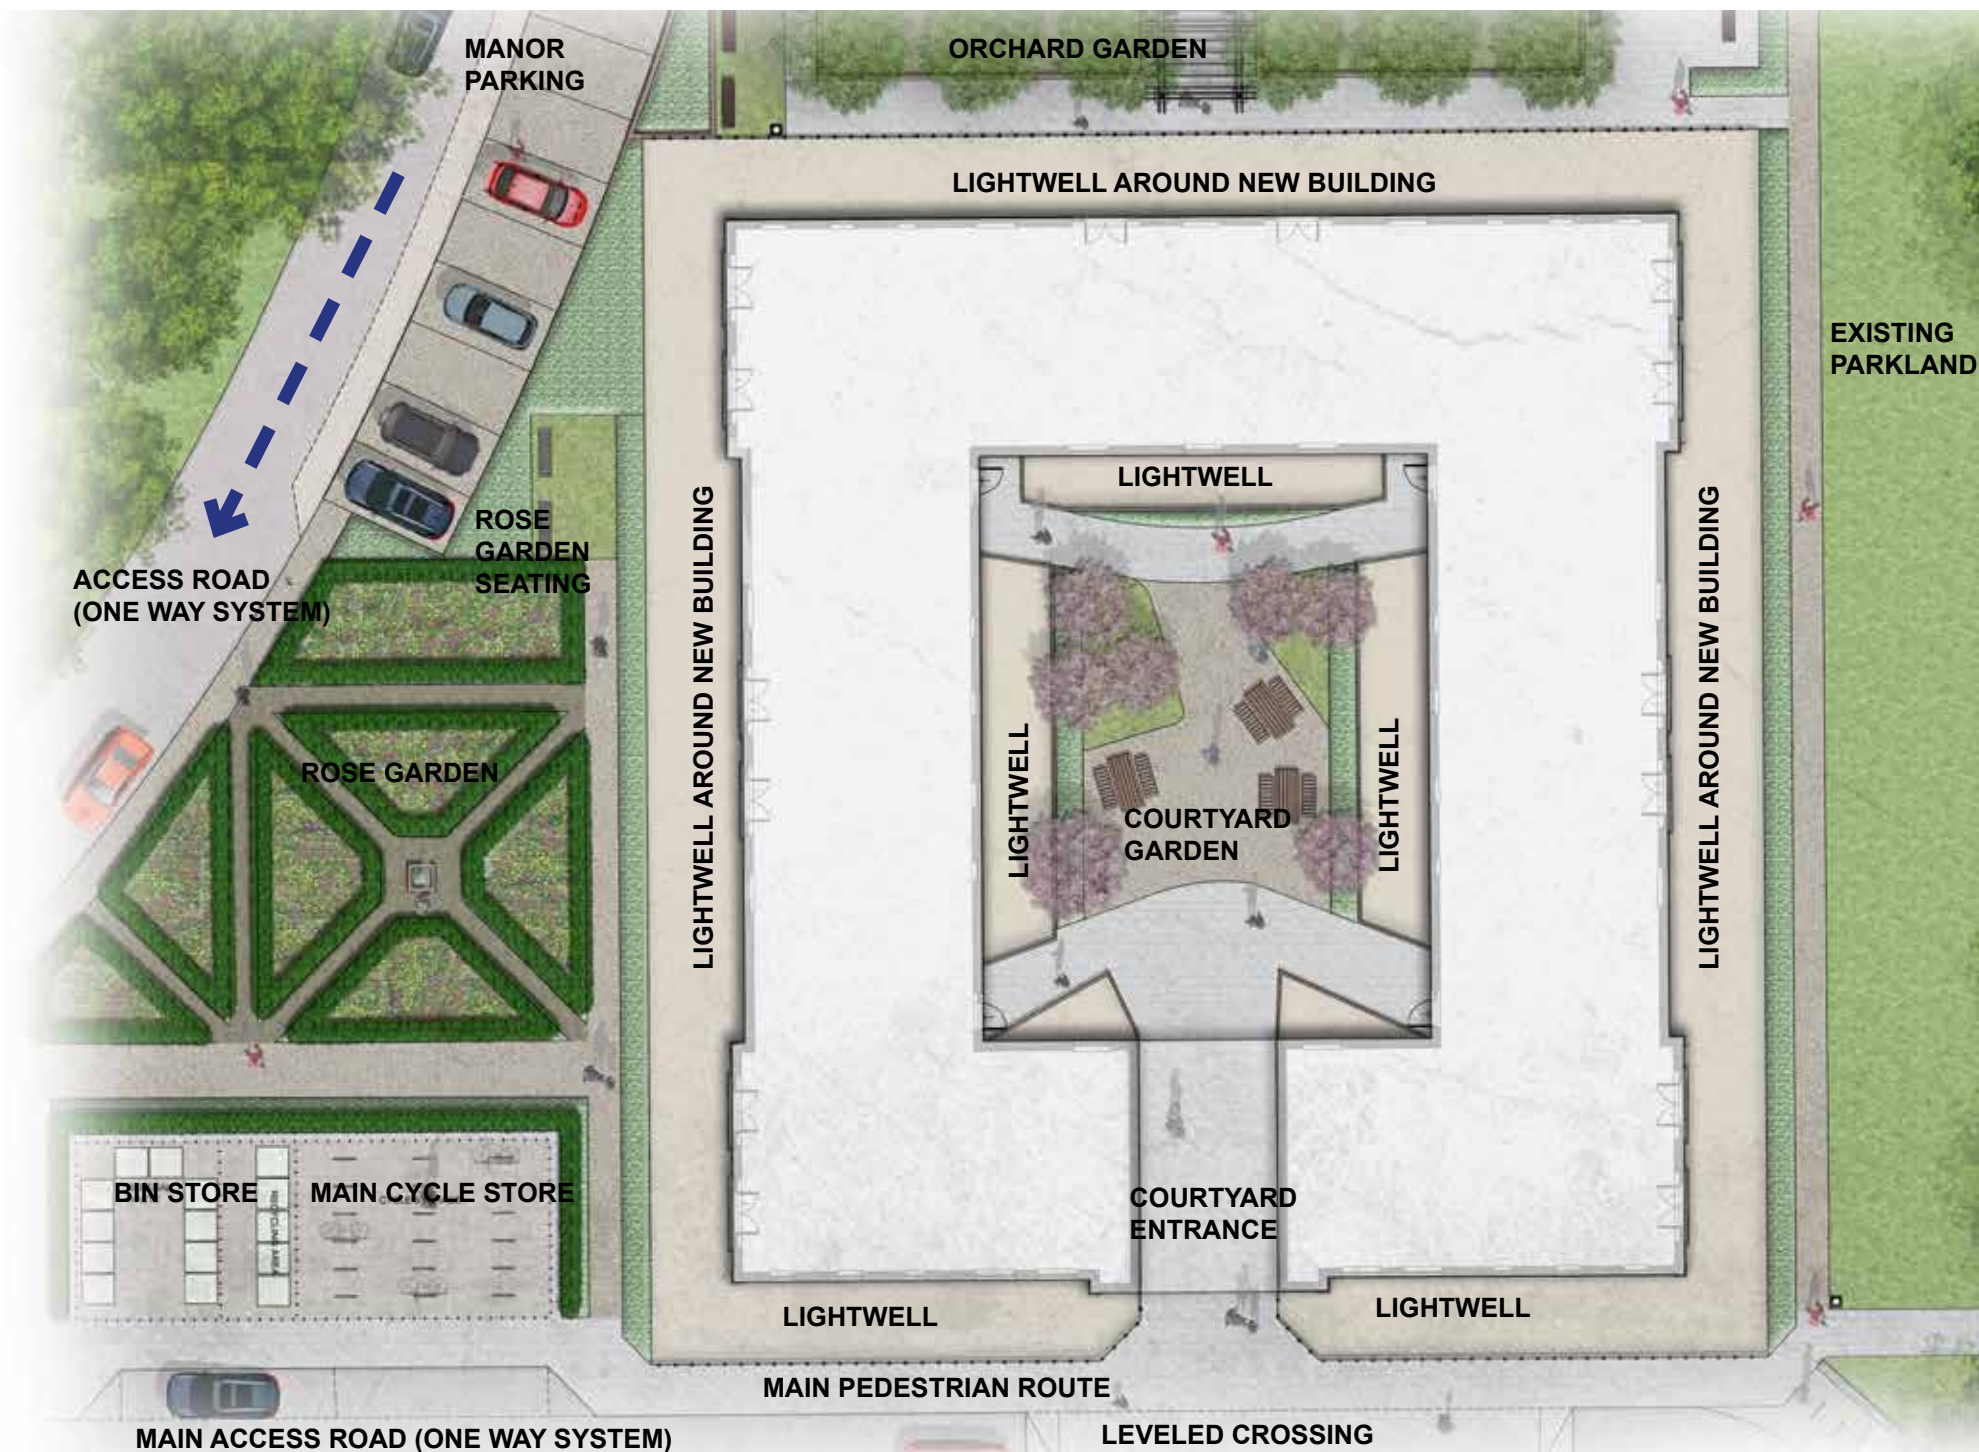 MANOR
PARKING
ORCHARD GARDEN
LIGHTWELL AROUND NEW BUILDING
EXISTING
PARKLAND
LIGHTWELL
ROSE
GARDEN
SEATING
ACCESS ROAD
(ONE WAY SYSTEM)
LIGHTWELL AROUND NEW BUILDING
LIGHTWELL AROUND NEW BUILDING
ROSE GARDEN
LIGHTWELL
LIGHTWELL
COURTYARD
GARDEN
BIN STORE
MAIN CYCLE STORE
RECYCLING AREA
COURTYARD
ENTRANCE
LIGHTWELL
LIGHTWELL
MAIN PEDESTRIAN ROUTE
MAIN ACCESS ROAD (ONE WAY SYSTEM)
LEVELED CROSSING